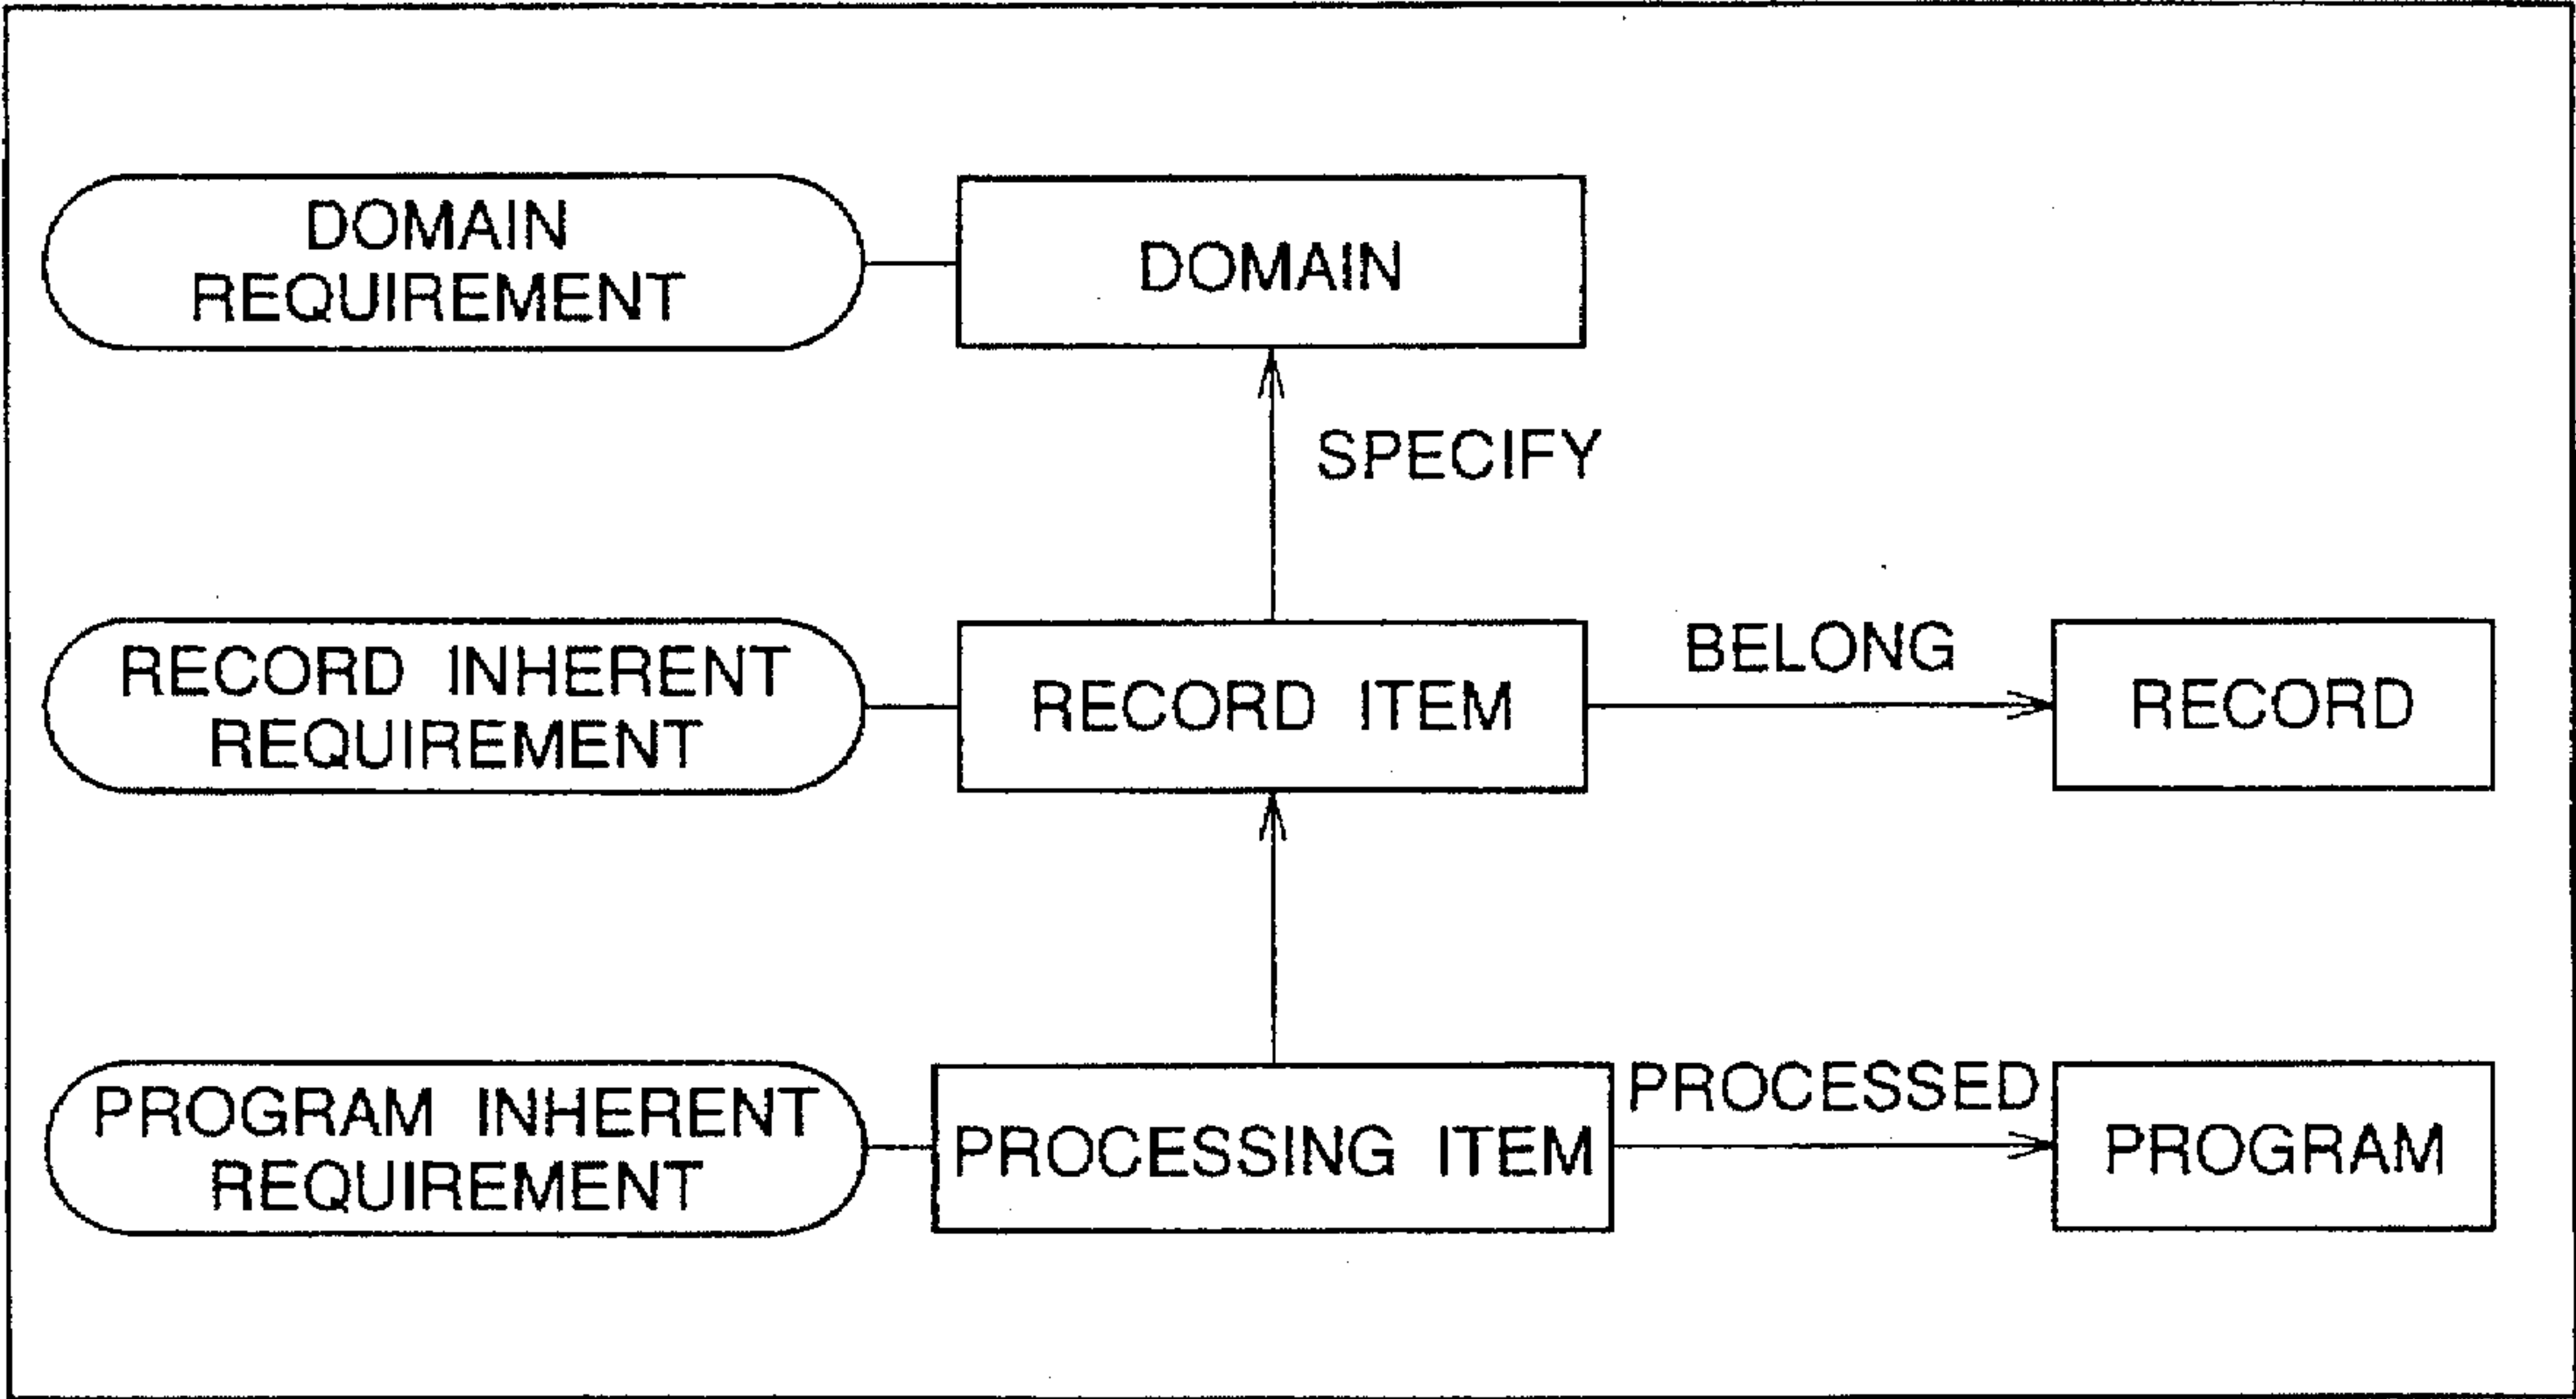 DOMAIN
REQUIREMENT
DOMAIN
SPECIFY
RECORD INHERENT
REQUIREMENT
RECORD ITEM
BELONG
RECORD
PROGRAM INHERENT
REQUIREMENT
PROCESSING ITEM
PROCESSED
PROGRAM